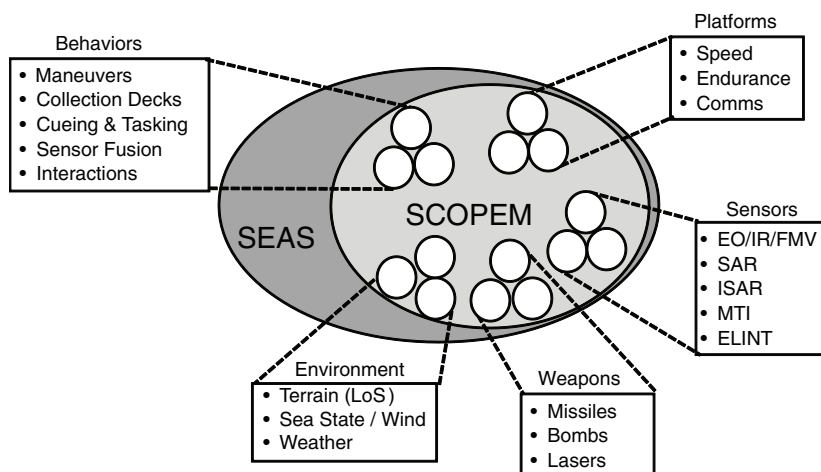 Behaviors
• Maneuvers
• Collection Decks
• Cueing & Tasking
• Sensor Fusion
• Interactions
Platforms
• Speed
• Endurance
• Comms
SCOPEM
SEAS
Sensors
• EO/IR/FMV
• SAR
• ISAR
• MTI
• ELINT
Environment
• Terrain (LoS)
• Sea State / Wind
• Weather
Weapons
• Missiles
• Bombs
• Lasers